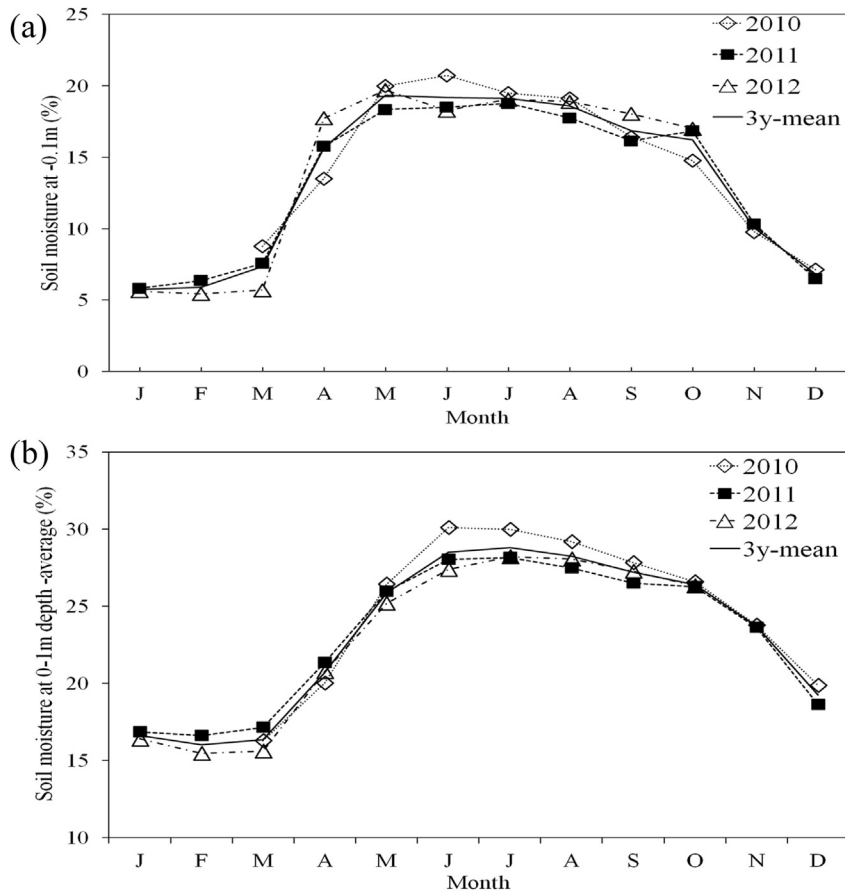 (a)
Soil moisture at -0.1m (%)
25
20
15
10
5
0
2010
2011
2012
3y-mean
J F M A M J J A S O N D
Month
(b)
Soil moisture at 0-1m depth -average (%)
35
30
25
20
15
10
2010
2011
2012
3y-mean
J F M A M J J A S O N D
Month